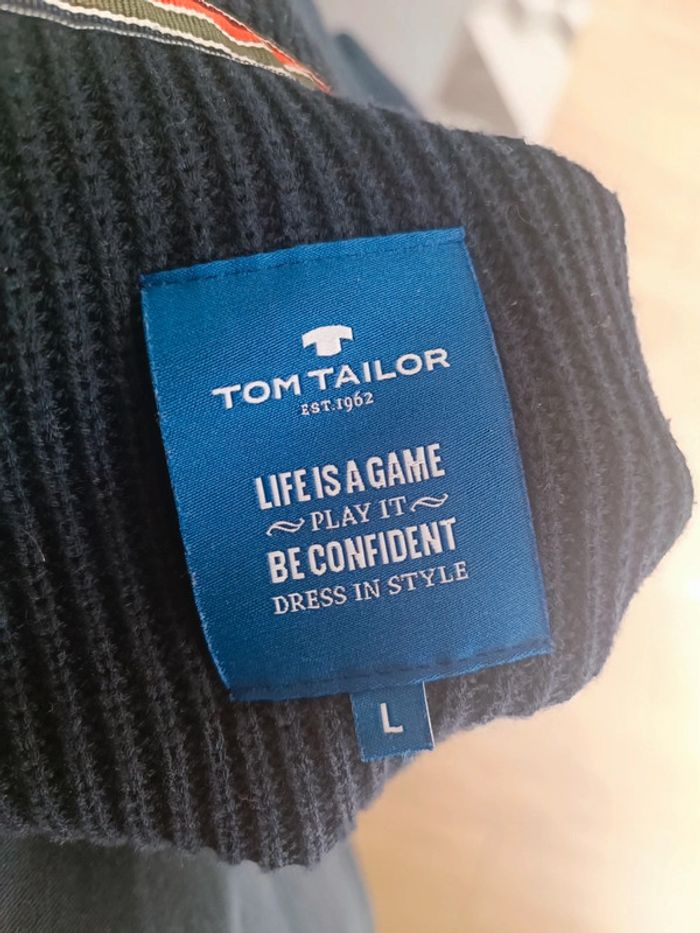 TOM TAILOR
EST.1962
LIFE IS A GAME
PLAY IT
BE CONFIDENT
DRESS IN STYLE
L